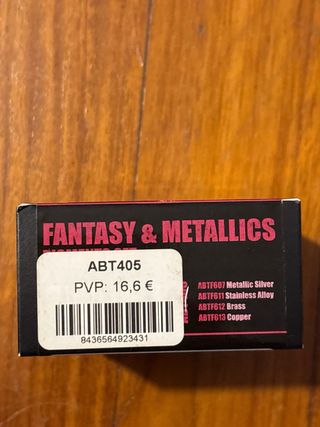 FANTASY & METALLICS
ABT405
PVP: 16,6 €
8436564923431
ABTF607 Metallic Silver
ABTF611 Stainless Alloy
ABTF612 Brass
ABTF613 Copper